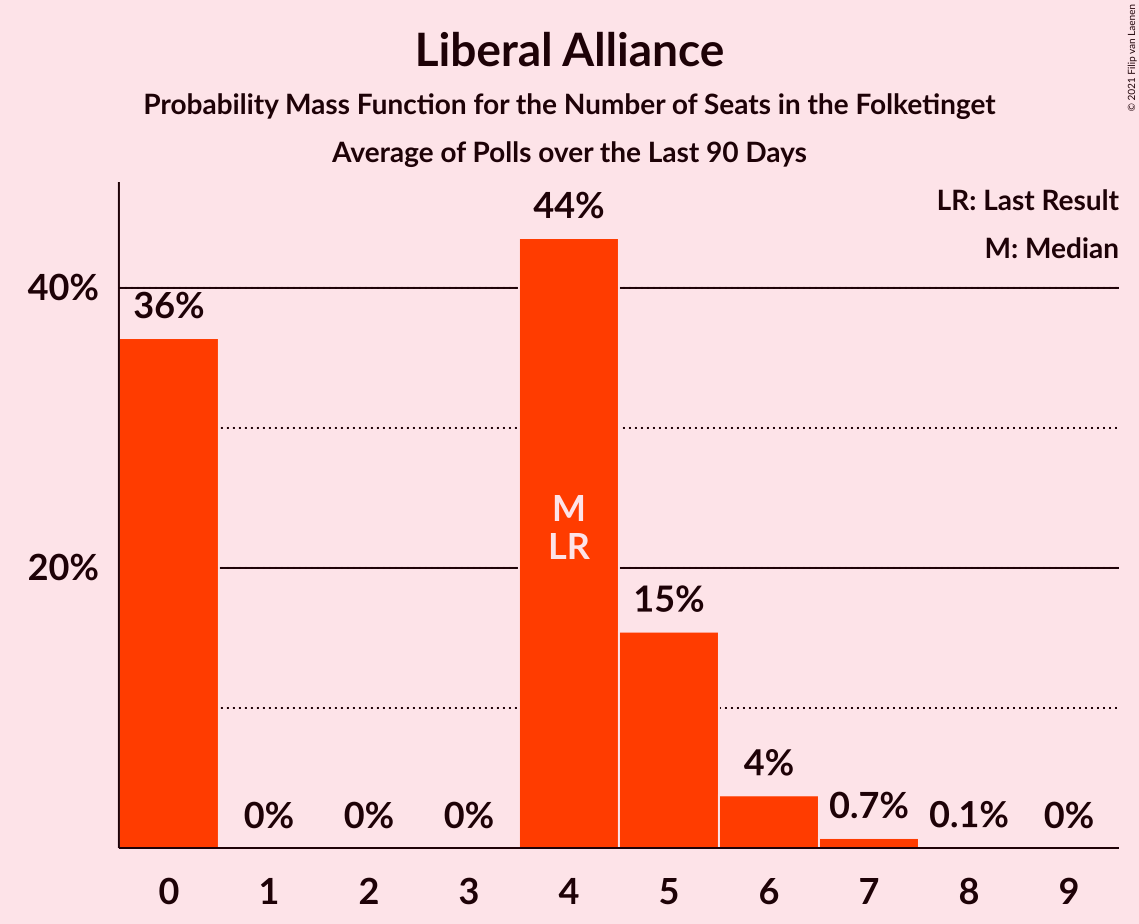 Liberal Alliance
Probability Mass Function for the Number of Seats in the Folketinget
Average of Polls over the Last 90 Days
© 2021 Filip van Laenen
LR: Last Result
M: Median
44%
40%
36%
M
LR
20%
15%
4%
0% 0% 0% 0.7% 0.1% 0%
0 1 2 3 4 5 6 7 8 9